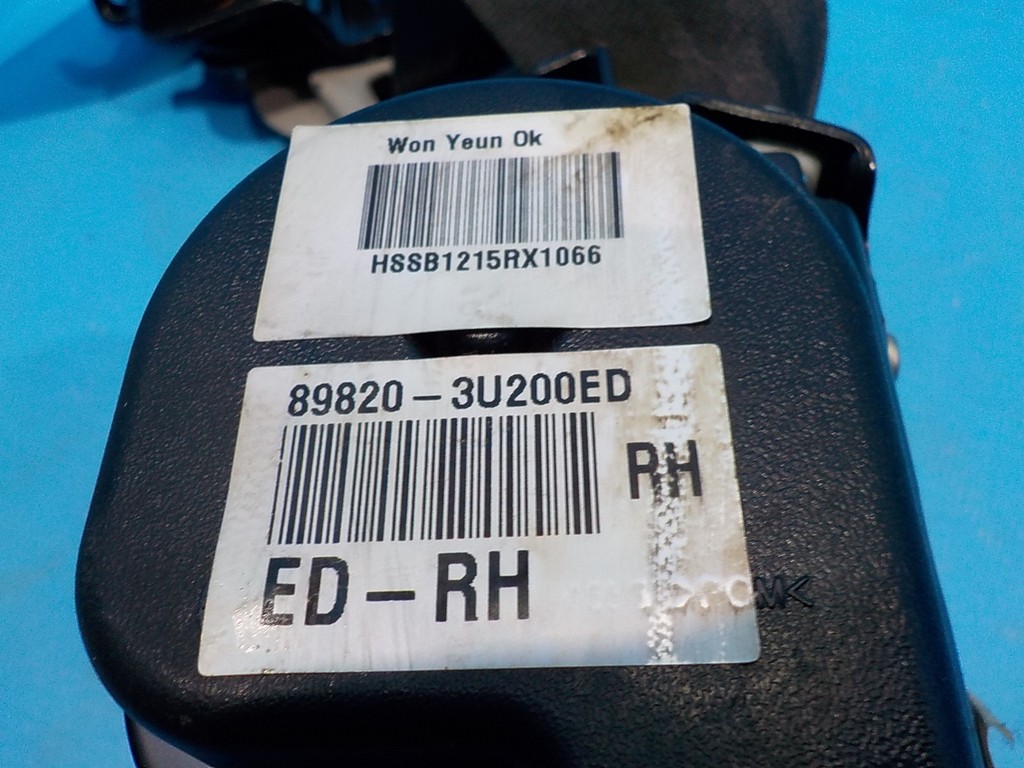 Won Yeun Ok
HSSB1215RX1066
89820-3U200ED
RH
ED-RH